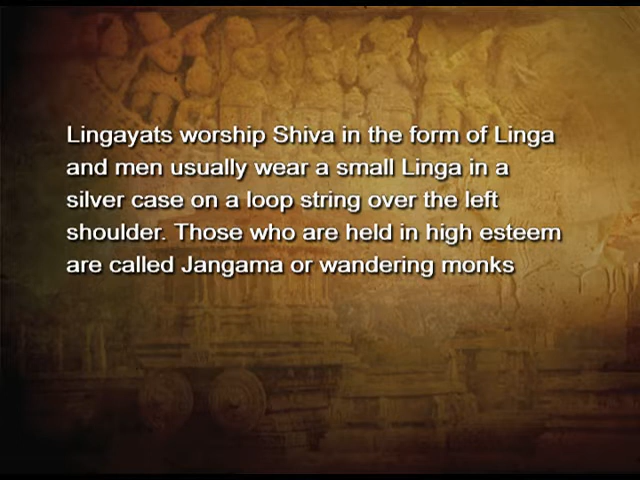 Lingayats worship Shiva in the form of Linga
and men usually wear a small Linga in a
silver case on a loop string over the left
shoulder. Those who are held in high esteem
are called Jangama or wandering monks